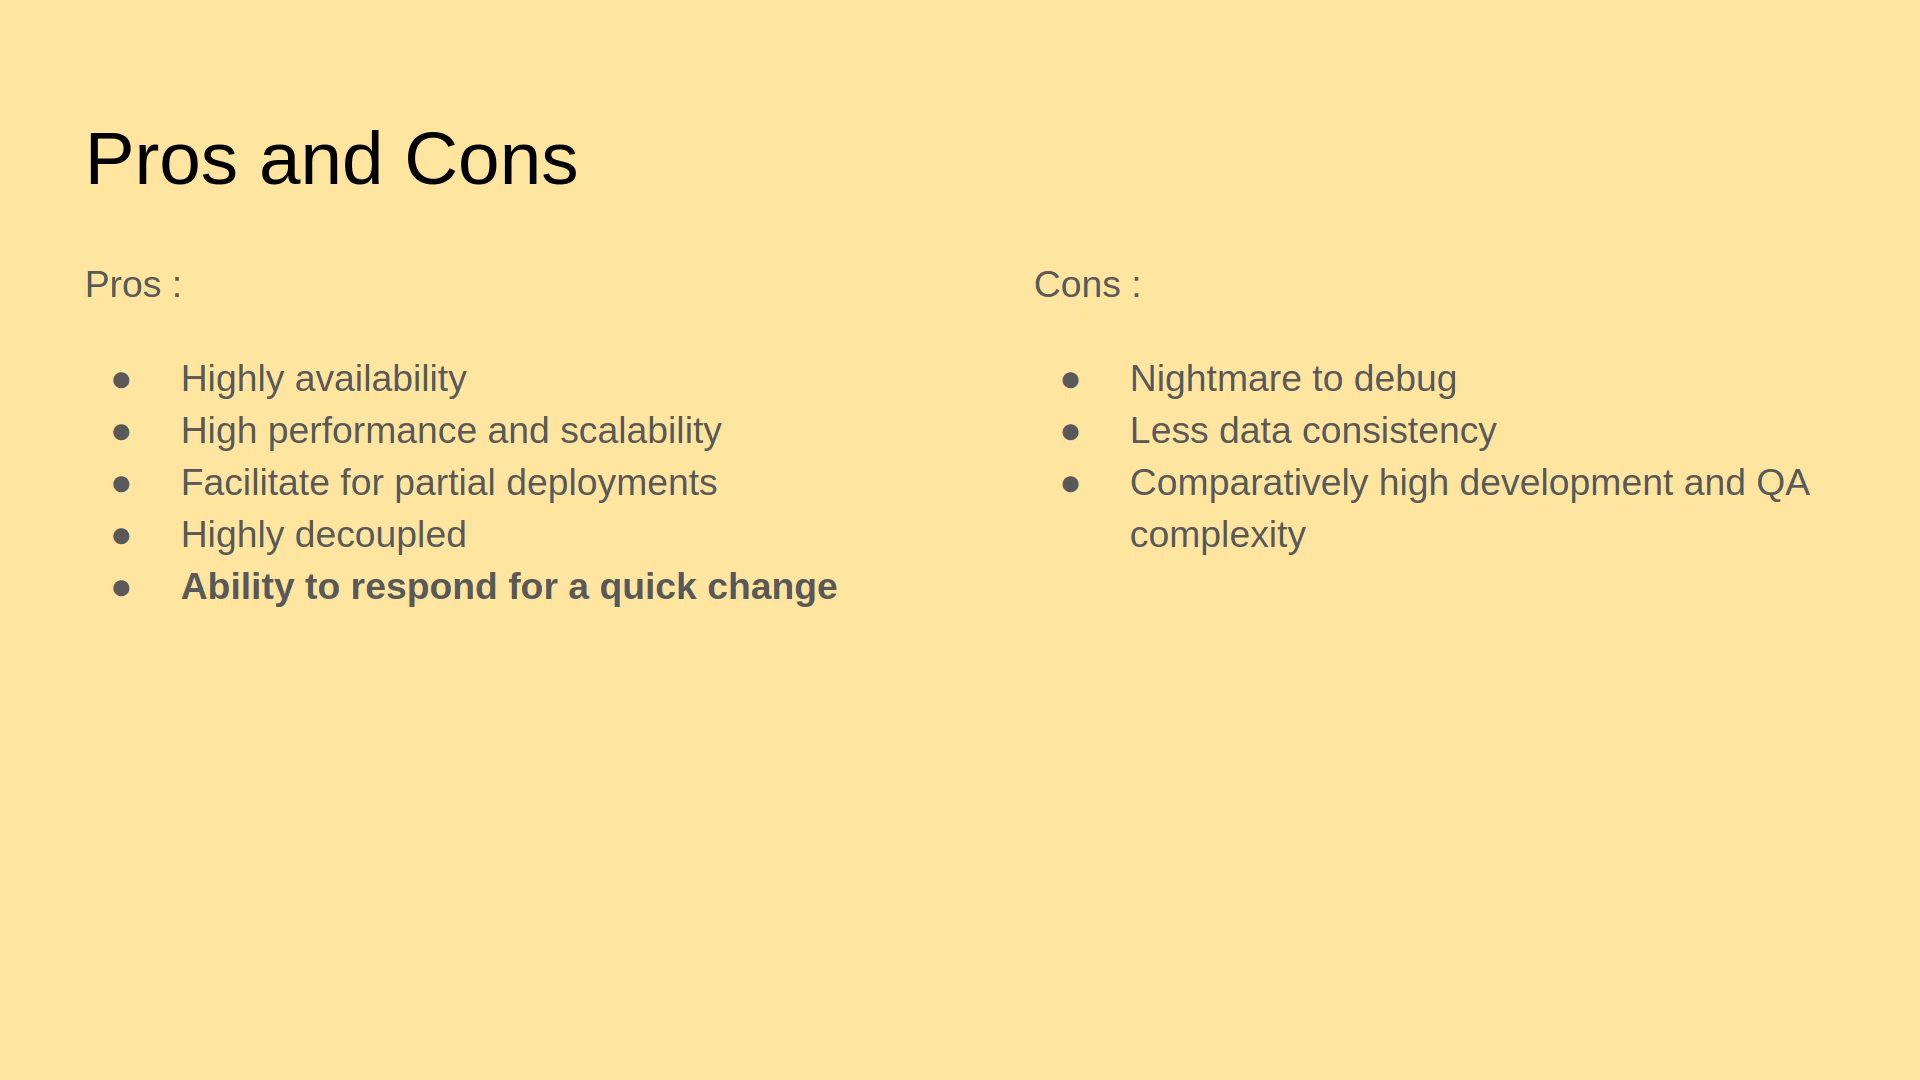 Pros and Cons
Pros :
● Highly availability
● High performance and scalability
● Facilitate for partial deployments
● Highly decoupled
● Ability to respond for a quick change
Cons :
● Nightmare to debug
● Less data consistency
● Comparatively high development and QA
complexity